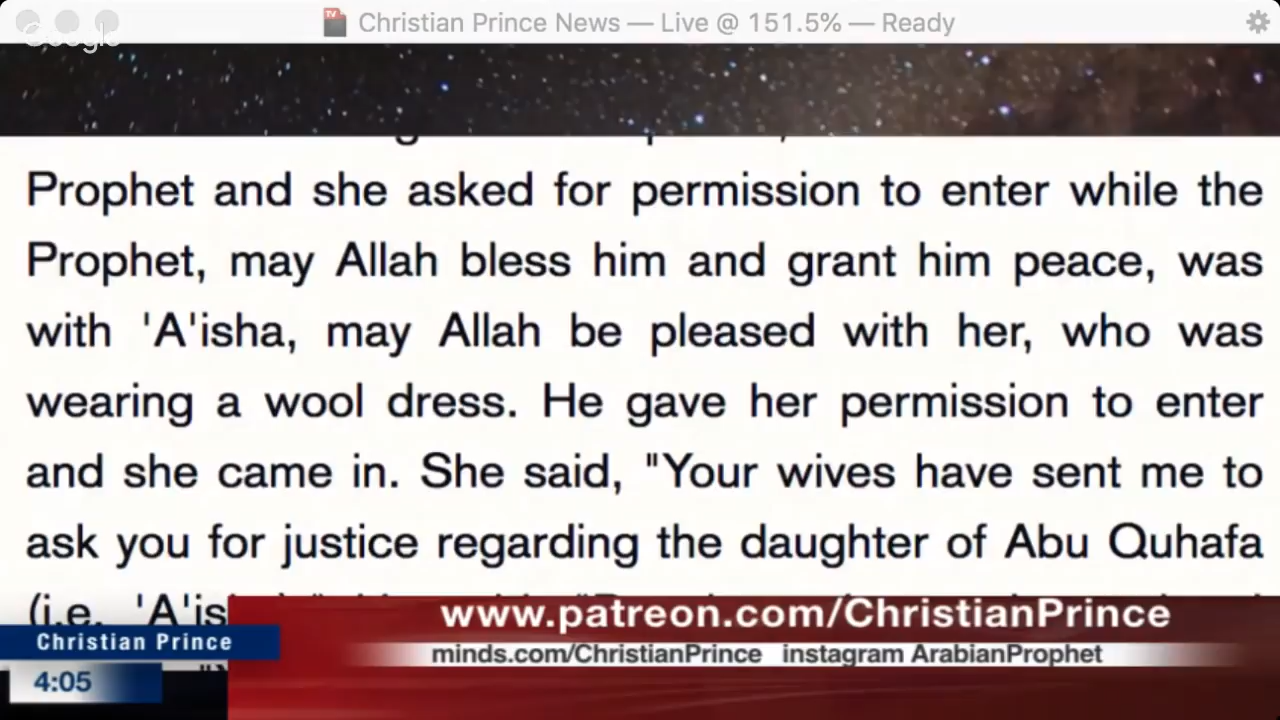 Christian Prince News — Live @ 151.5% — Ready
Google
Prophet and she asked for permission to enter while the
Prophet, may Allah bless him and grant him peace, was
with 'A'isha, may Allah be pleased with her, who was
wearing a wool dress. He gave her permission to enter
and she came in. She said, "Your wives have sent me to
ask you for justice regarding the daughter of Abu Quhafa
(i.e.
www.patreon.com/ChristianPrince
Christian Prince
minds.com/ChristianPrince instagram ArabianProphet
4:05